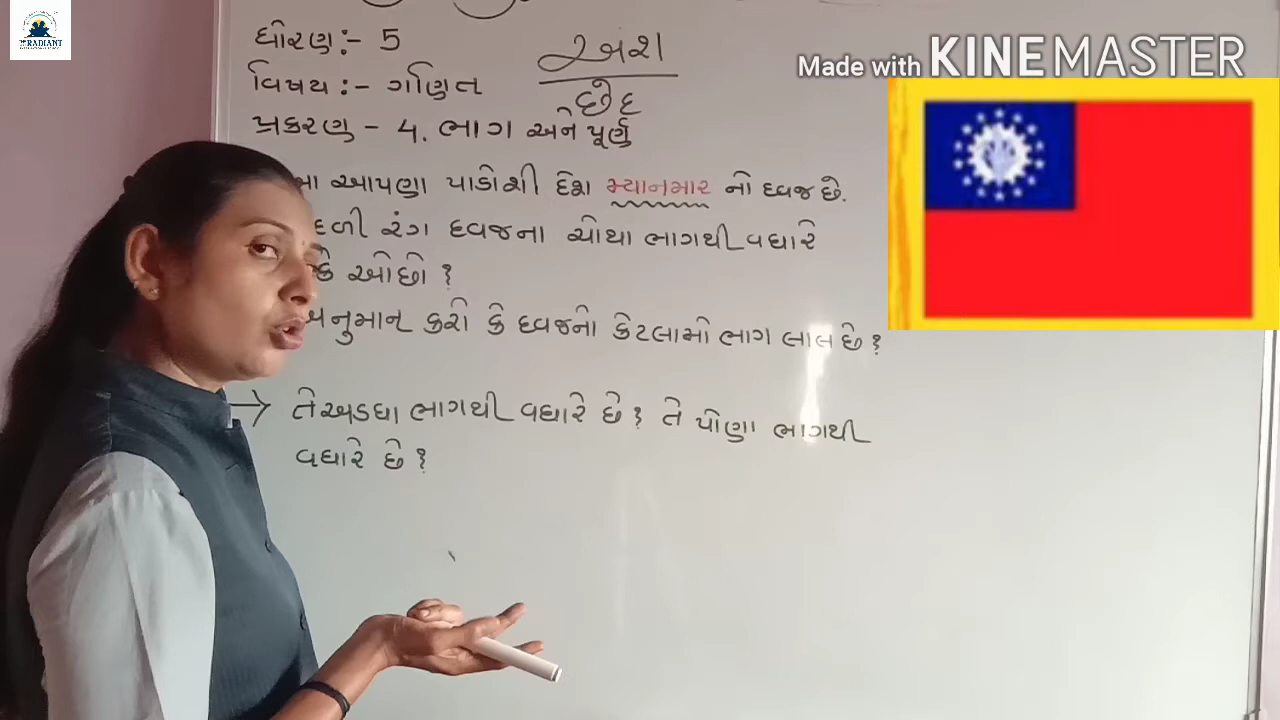 RADIANT
Made with KINEMASTER
ધોરણ :- 5
અંશ
છેદ
વિષય :- ગણિત
પ્રકરણ - 4. ભાગ અને પૂર્ણ
આપણા પાડોશી દેશ મ્યાનમાર નો ધ્વજ છે.
રંગ ધ્વજના ચોથા ભાગથી વધારે
કે ઓછો ?
અનુમાન કરો કે ધ્વજનો કેટલામો ભાગ લાલ છે ?
→ તે અડધા ભાગથી વધારે છે ? તે પોણા ભાગથી
વધારે છે ?